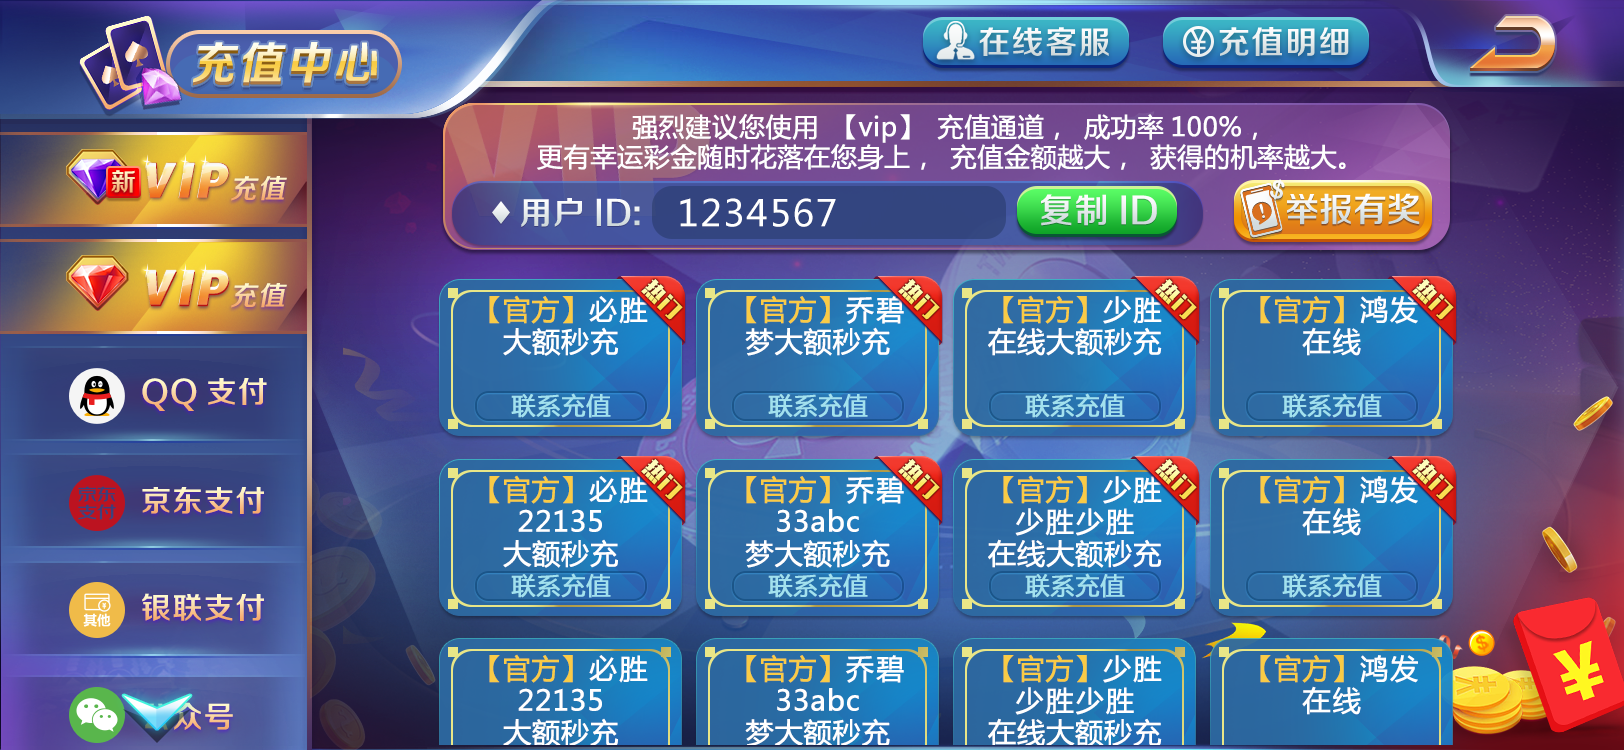 充值中心
在线客服
充值明细
强烈建议您使用 【vip】 充值通道， 成功率 100%，
更有幸运彩金随时花落在您身上， 充值金额越大， 获得的机率越大。
用户 ID:
1234567
复制 ID
举报有奖
新
VIP充值
VIP充值
QQ 支付
京东
支付
京东支付
其他
银联支付
众号
热门
【官方】必胜
大额秒充
联系充值
热门
【官方】乔碧
梦大额秒充
联系充值
热门
【官方】少胜
在线大额秒充
联系充值
热门
【官方】鸿发
在线
联系充值
热门
【官方】必胜
22135
大额秒充
联系充值
热门
【官方】乔碧
33abc
梦大额秒充
联系充值
热门
【官方】少胜
少胜少胜
在线大额秒充
联系充值
热门
【官方】鸿发
在线
联系充值
【官方】必胜
22135
大额秒充
【官方】乔碧
33abc
梦大额秒充
【官方】少胜
少胜少胜
在线大额秒充
【官方】鸿发
在线